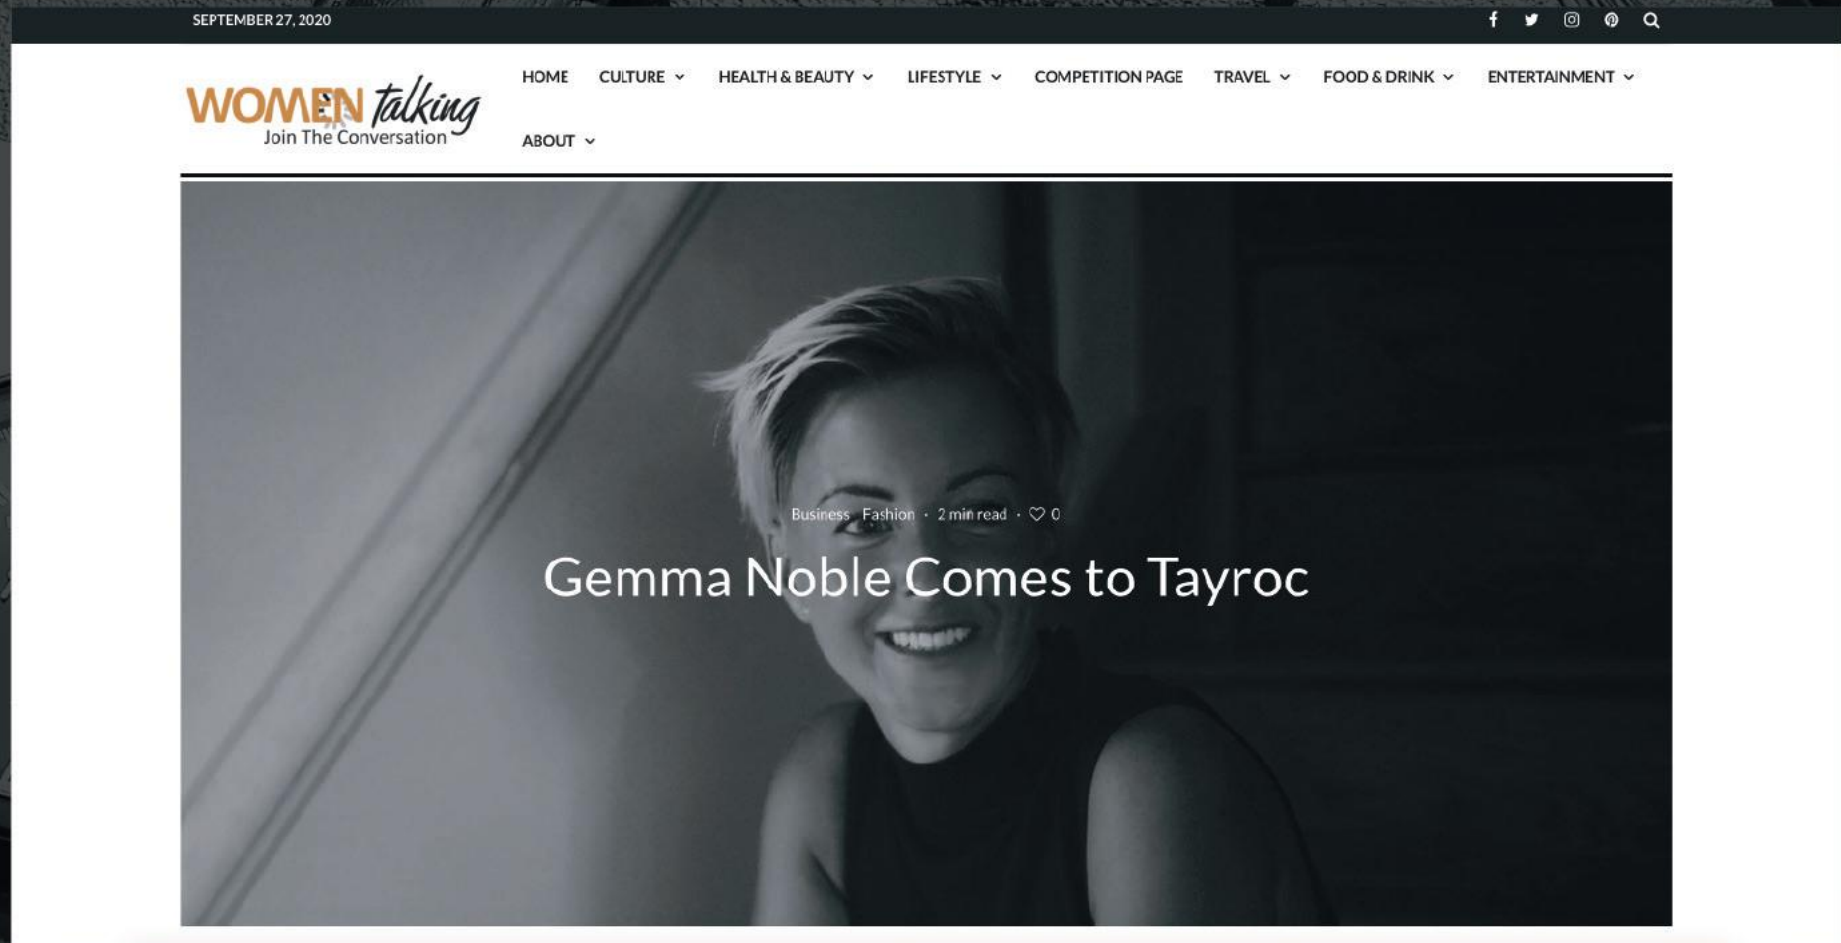 SEPTEMBER 27, 2020
WOMEN talking
Join The Conversation
HOME CULTURE HEALTH & BEAUTY LIFESTYLE COMPETITION PAGE TRAVEL FOOD & DRINK ENTERTAINMENT
ABOUT
Business Fashion · 2 min read · 0
Gemma Noble Comes to Tayroc